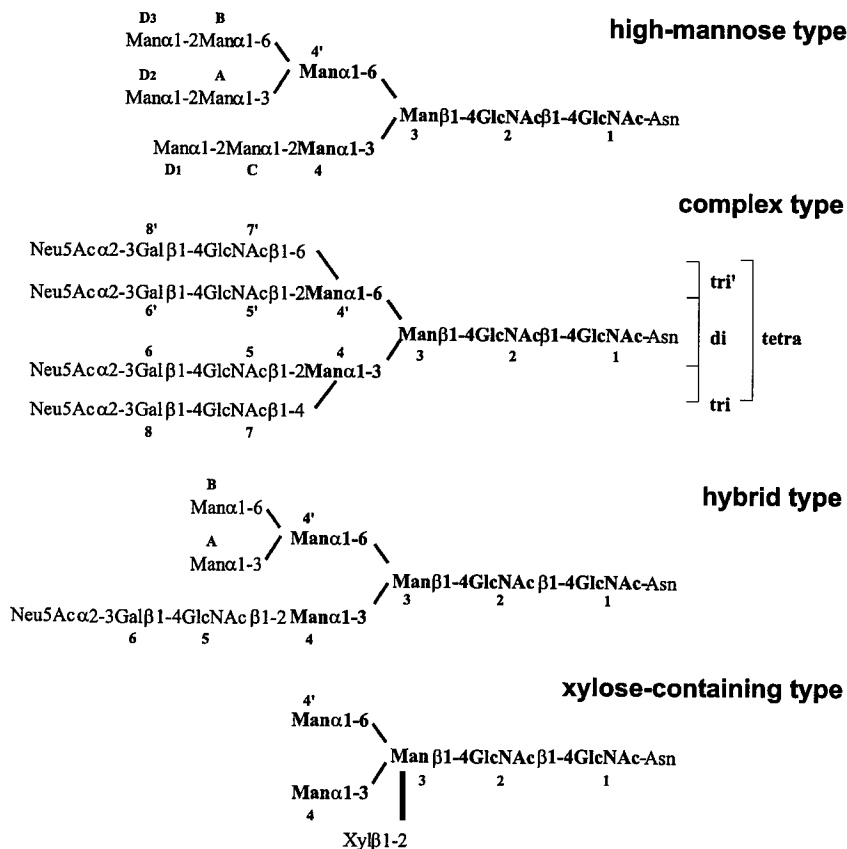 high-mannose type
D3 B
Manα1-2Manα1-6
4'
Manα1-6
D2 A
Manα1-2Manα1-3
Manβ1-4GlcNAcβ1-4GlcNAc-Asn
3 2 1
Manα1-2Manα1-2Manα1-3
D1 C 4
complex type
8' 7'
Neu5Acα2-3Galβ1-4GlcNAcβ1-6
tri'
Neu5Acα2-3Galβ1-4GlcNAcβ1-2Manα1-6
6' 5' 4'
Manβ1-4GlcNAcβ1-4GlcNAc-Asn
3 2 1
di tetra
6 5 4
Neu5Acα2-3Galβ1-4GlcNAcβ1-2Manα1-3
Neu5Acα2-3Galβ1-4GlcNAcβ1-4
tri
8 7
hybrid type
B
Manα1-6
4'
Manα1-6
A
Manα1-3
Manβ1-4GlcNAcβ1-4GlcNAc-Asn
3 2 1
Neu5Acα2-3Galβ1-4GlcNAcβ1-2Manα1-3
6 5 4
xylose-containing type
4'
Manα1-6
Manβ1-4GlcNAcβ1-4GlcNAc-Asn
3 2 1
Manα1-3
4
Xylβ1-2